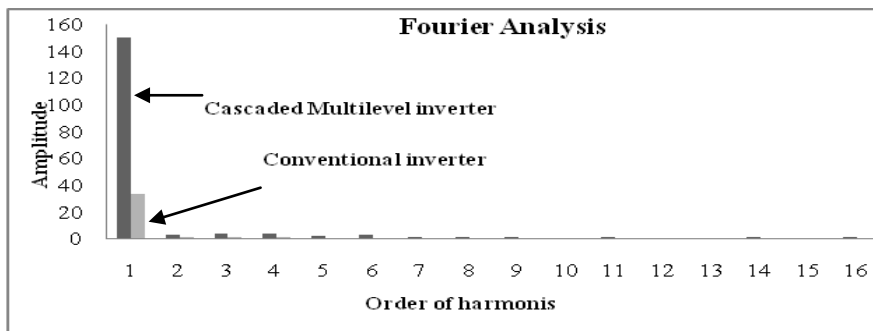 Fourier Analysis
160
140
120
100
80
60
40
20
0
Amplitude
Cascaded Multilevel inverter
Conventional inverter
1 2 3 4 5 6 7 8 9 10 11 12 13 14 15 16
Order of harmonis